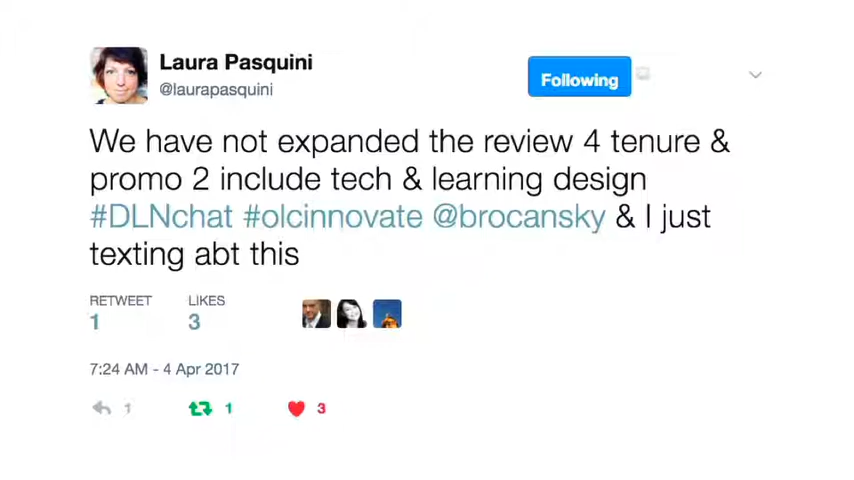 Laura Pasquini
@laurapasquini
Following
We have not expanded the review 4 tenure &
promo 2 include tech & learning design
#DLNchat #olcinnovate @brocansky & I just
texting abt this
RETWEET LIKES
1 3
7:24 AM - 4 Apr 2017
1 1 3